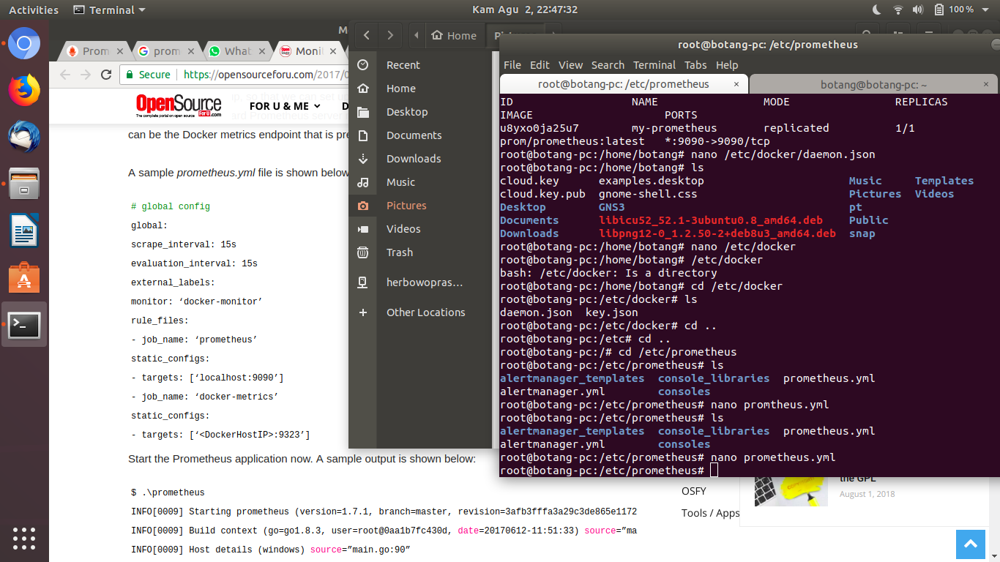 Activities
Terminal
Kam Agu 2, 22:47:32
100 %
Prom
prom
What
Moni
M
Secure
https://opensourceforu.com/2017/0
OpenSource
For U.com
The complete portal on open source
FOR U & ME
D
can be the Docker metrics endpoint that is pre
A sample prometheus.yml file is shown below
# global config
global:
scrape_interval: 15s
evaluation_interval: 15s
external_labels:
monitor: ‘docker-monitor’
rule_files:
- job_name: ‘prometheus’
static_configs:
- targets: [‘localhost:9090’]
- job_name: ‘docker-metrics’
static_configs:
- targets: [‘<DockerHostIP>:9323’]
Start the Prometheus application now. A sample output is shown below:
$ .\prometheus
INFO[0009] Starting prometheus (version=1.7.1, branch=master, revision=3afb3fffa3a29c3de865e1172
INFO[0009] Build context (go=go1.8.3, user=root@0aa1b7fc430d, date=20170612-11:51:33) source=”ma
INFO[0009] Host details (windows) source=”main.go:90”
Home
Recent
Home
Desktop
Documents
Downloads
Music
Pictures
Videos
Trash
herbowopras…
Other Locations
root@botang-pc: /etc/prometheus
File Edit View Search Terminal Tabs Help
root@botang-pc: /etc/prometheus ×
botang@botang-pc: ~ ×
ID NAME MODE REPLICAS
IMAGE PORTS
u8yxo0ja25u7 my-prometheus replicated 1/1
prom/prometheus:latest *:9090->9090/tcp
root@botang-pc:/home/botang# nano /etc/docker/daemon.json
root@botang-pc:/home/botang# ls
cloud.key examples.desktop Music Templates
cloud.key.pub gnome-shell.css Pictures Videos
Desktop GNS3 pt
Documents libicu52_52.1-3ubuntu0.8_amd64.deb Public
Downloads libpng12-0_1.2.50-2+deb8u3_amd64.deb snap
root@botang-pc:/home/botang# nano /etc/docker
root@botang-pc:/home/botang# /etc/docker
bash: /etc/docker: Is a directory
root@botang-pc:/home/botang# cd /etc/docker
root@botang-pc:/etc/docker# ls
daemon.json key.json
root@botang-pc:/etc/docker# cd ..
root@botang-pc:/etc# cd ..
root@botang-pc:/# cd /etc/prometheus
root@botang-pc:/etc/prometheus# ls
alertmanager_templates console_libraries prometheus.yml
alertmanager.yml consoles
root@botang-pc:/etc/prometheus# nano promtheus.yml
root@botang-pc:/etc/prometheus# ls
alertmanager_templates console_libraries prometheus.yml
alertmanager.yml consoles
root@botang-pc:/etc/prometheus# nano prometheus.yml
root@botang-pc:/etc/prometheus#
OSFY
Tools / Apps
the GPL
August 1, 2018